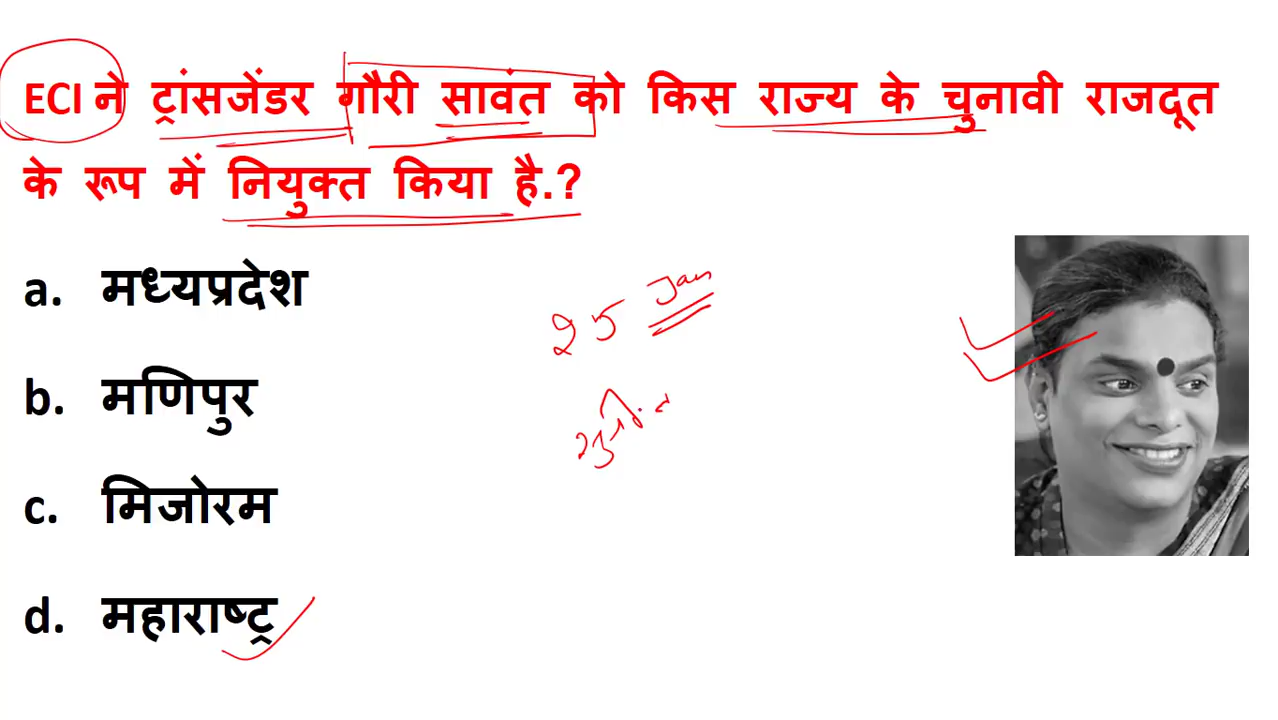 ECI ने ट्रांसजेंडर गौरी सावंत को किस राज्य के चुनावी राजदूत
के रूप में नियुक्त किया है.?
a. मध्यप्रदेश
b. मणिपुर
c. मिजोरम
d. महाराष्ट्र
25 Jan